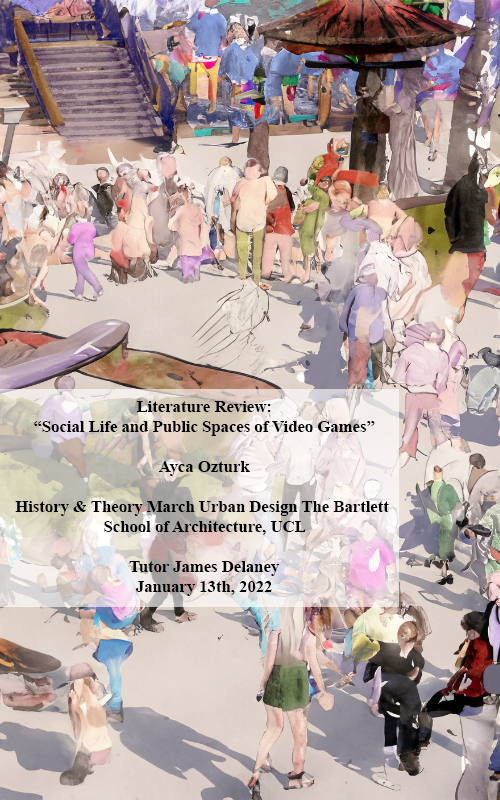 Literature Review:
“Social Life and Public Spaces of Video Games”
Ayca Ozturk
History & Theory March Urban Design The Bartlett
School of Architecture, UCL
Tutor James Delaney
January 13th, 2022